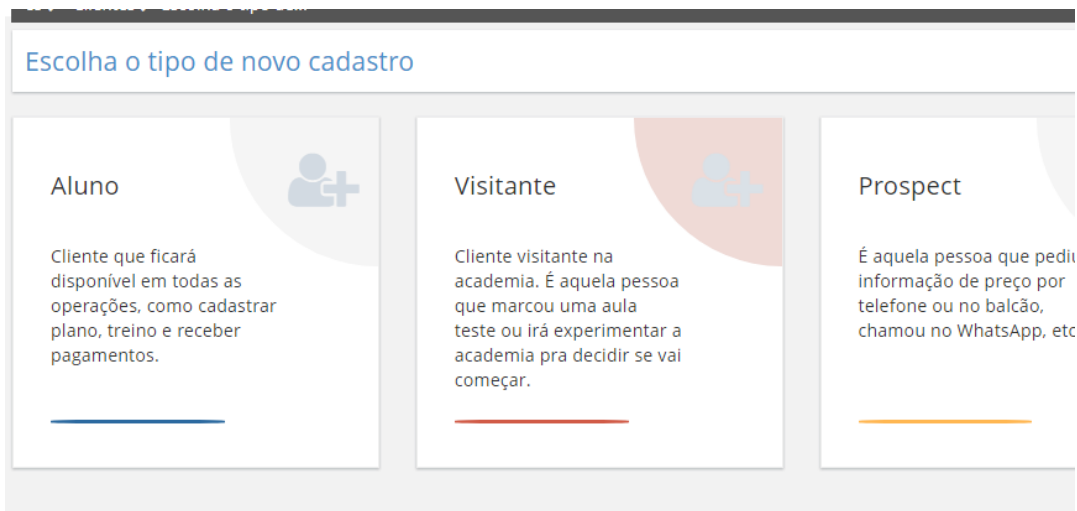 Escolha o tipo de novo cadastro
Aluno
Cliente que ficará
disponível em todas as
operações, como cadastrar
plano, treino e receber
pagamentos.
Visitante
Cliente visitante na
academia. É aquela pessoa
que marcou uma aula
teste ou irá experimentar a
academia pra decidir se vai
começar.
Prospect
É aquela pessoa que pediu
informação de preço por
telefone ou no balcão,
chamou no WhatsApp, etc